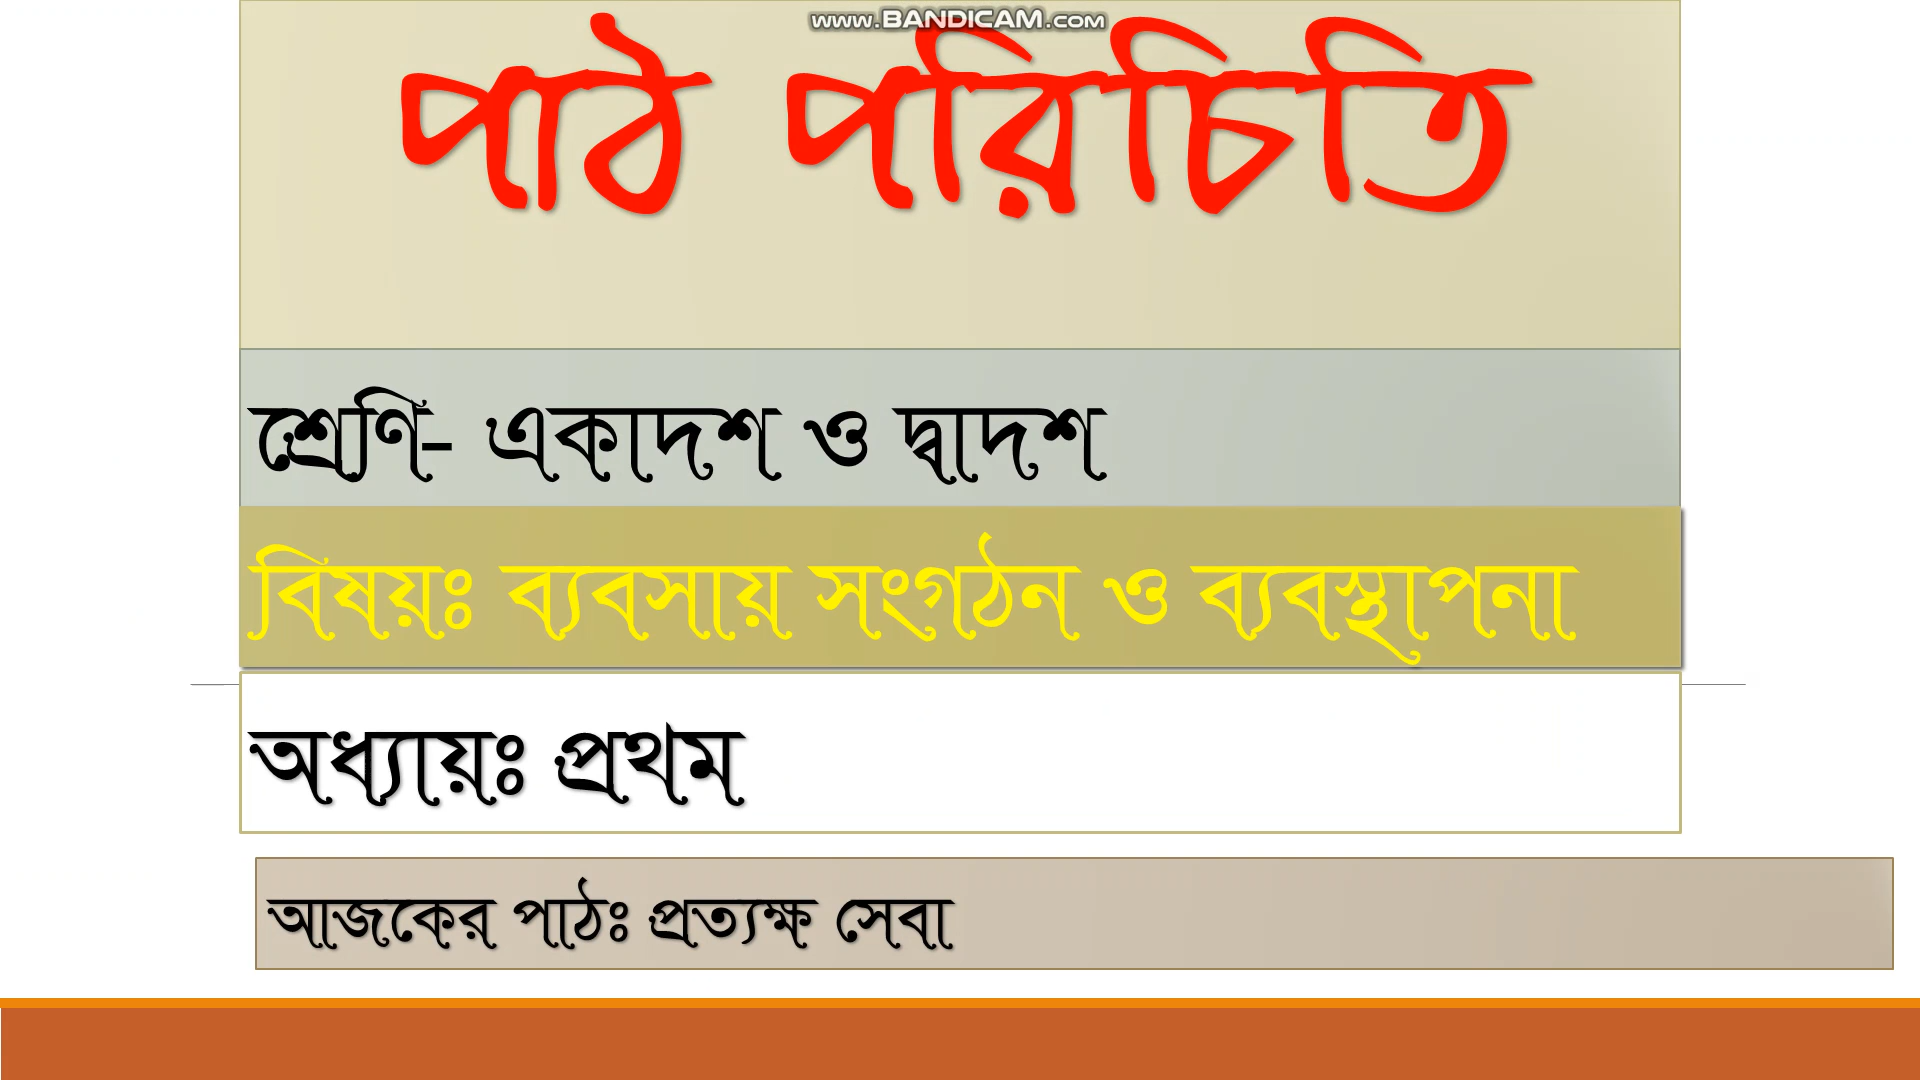 www.BANDICAM.com
পাঠ পরিচিতি
শ্রেণি- একাদশ ও দ্বাদশ
বিষয়ঃ ব্যবসায় সংগঠন ও ব্যবস্থাপনা
অধ্যায়ঃ প্রথম
আজকের পাঠঃ প্রত্যক্ষ সেবা